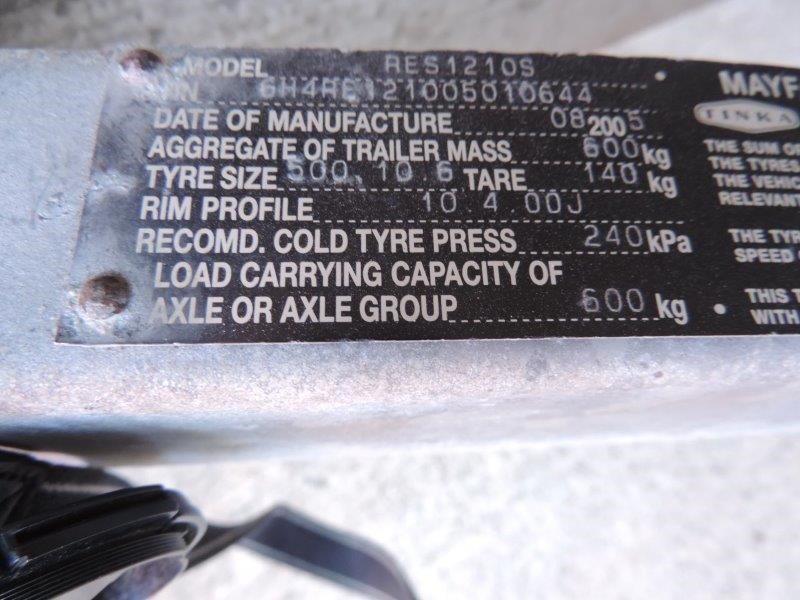 MODEL RES1210S
VIN 6H4RE121005010644
DATE OF MANUFACTURE 08 2005
AGGREGATE OF TRAILER MASS 600 kg
TYRE SIZE 500.10 6 TARE 140 kg
RIM PROFILE 10 4.00J
RECOMD. COLD TYRE PRESS 240 kPa
LOAD CARRYING CAPACITY OF
AXLE OR AXLE GROUP 600 kg
MAYF
TINKA
THE SUM O
THE TYRES
THE VEHIC
RELEVANT
THE TYR
SPEED
• THIS T
WITH